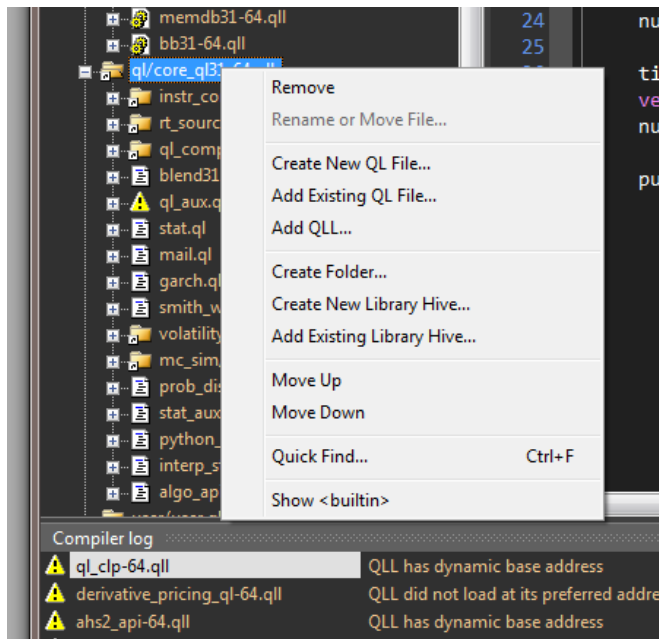 memdb31-64.qll
bb31-64.qll
ql/core_ql31-64.qll
instr_co
rt_sourc
ql_comp
blend31
ql_aux.q
stat.ql
mail.ql
garch.ql
smith_w
volatility
mc_sim
prob_dis
stat_aux
python_
interp_s
algo_ap
Remove
Rename or Move File...
Create New QL File...
Add Existing QL File...
Add QLL...
Create Folder...
Create New Library Hive...
Add Existing Library Hive...
Move Up
Move Down
Quick Find... Ctrl+F
Show <builtin>
24 nu
25
ti
ve
nu
pu
Compiler log
ql_clp-64.qll QLL has dynamic base address
derivative_pricing_ql-64.qll QLL did not load at its preferred addre
ahs2_api-64.qll QLL has dynamic base address